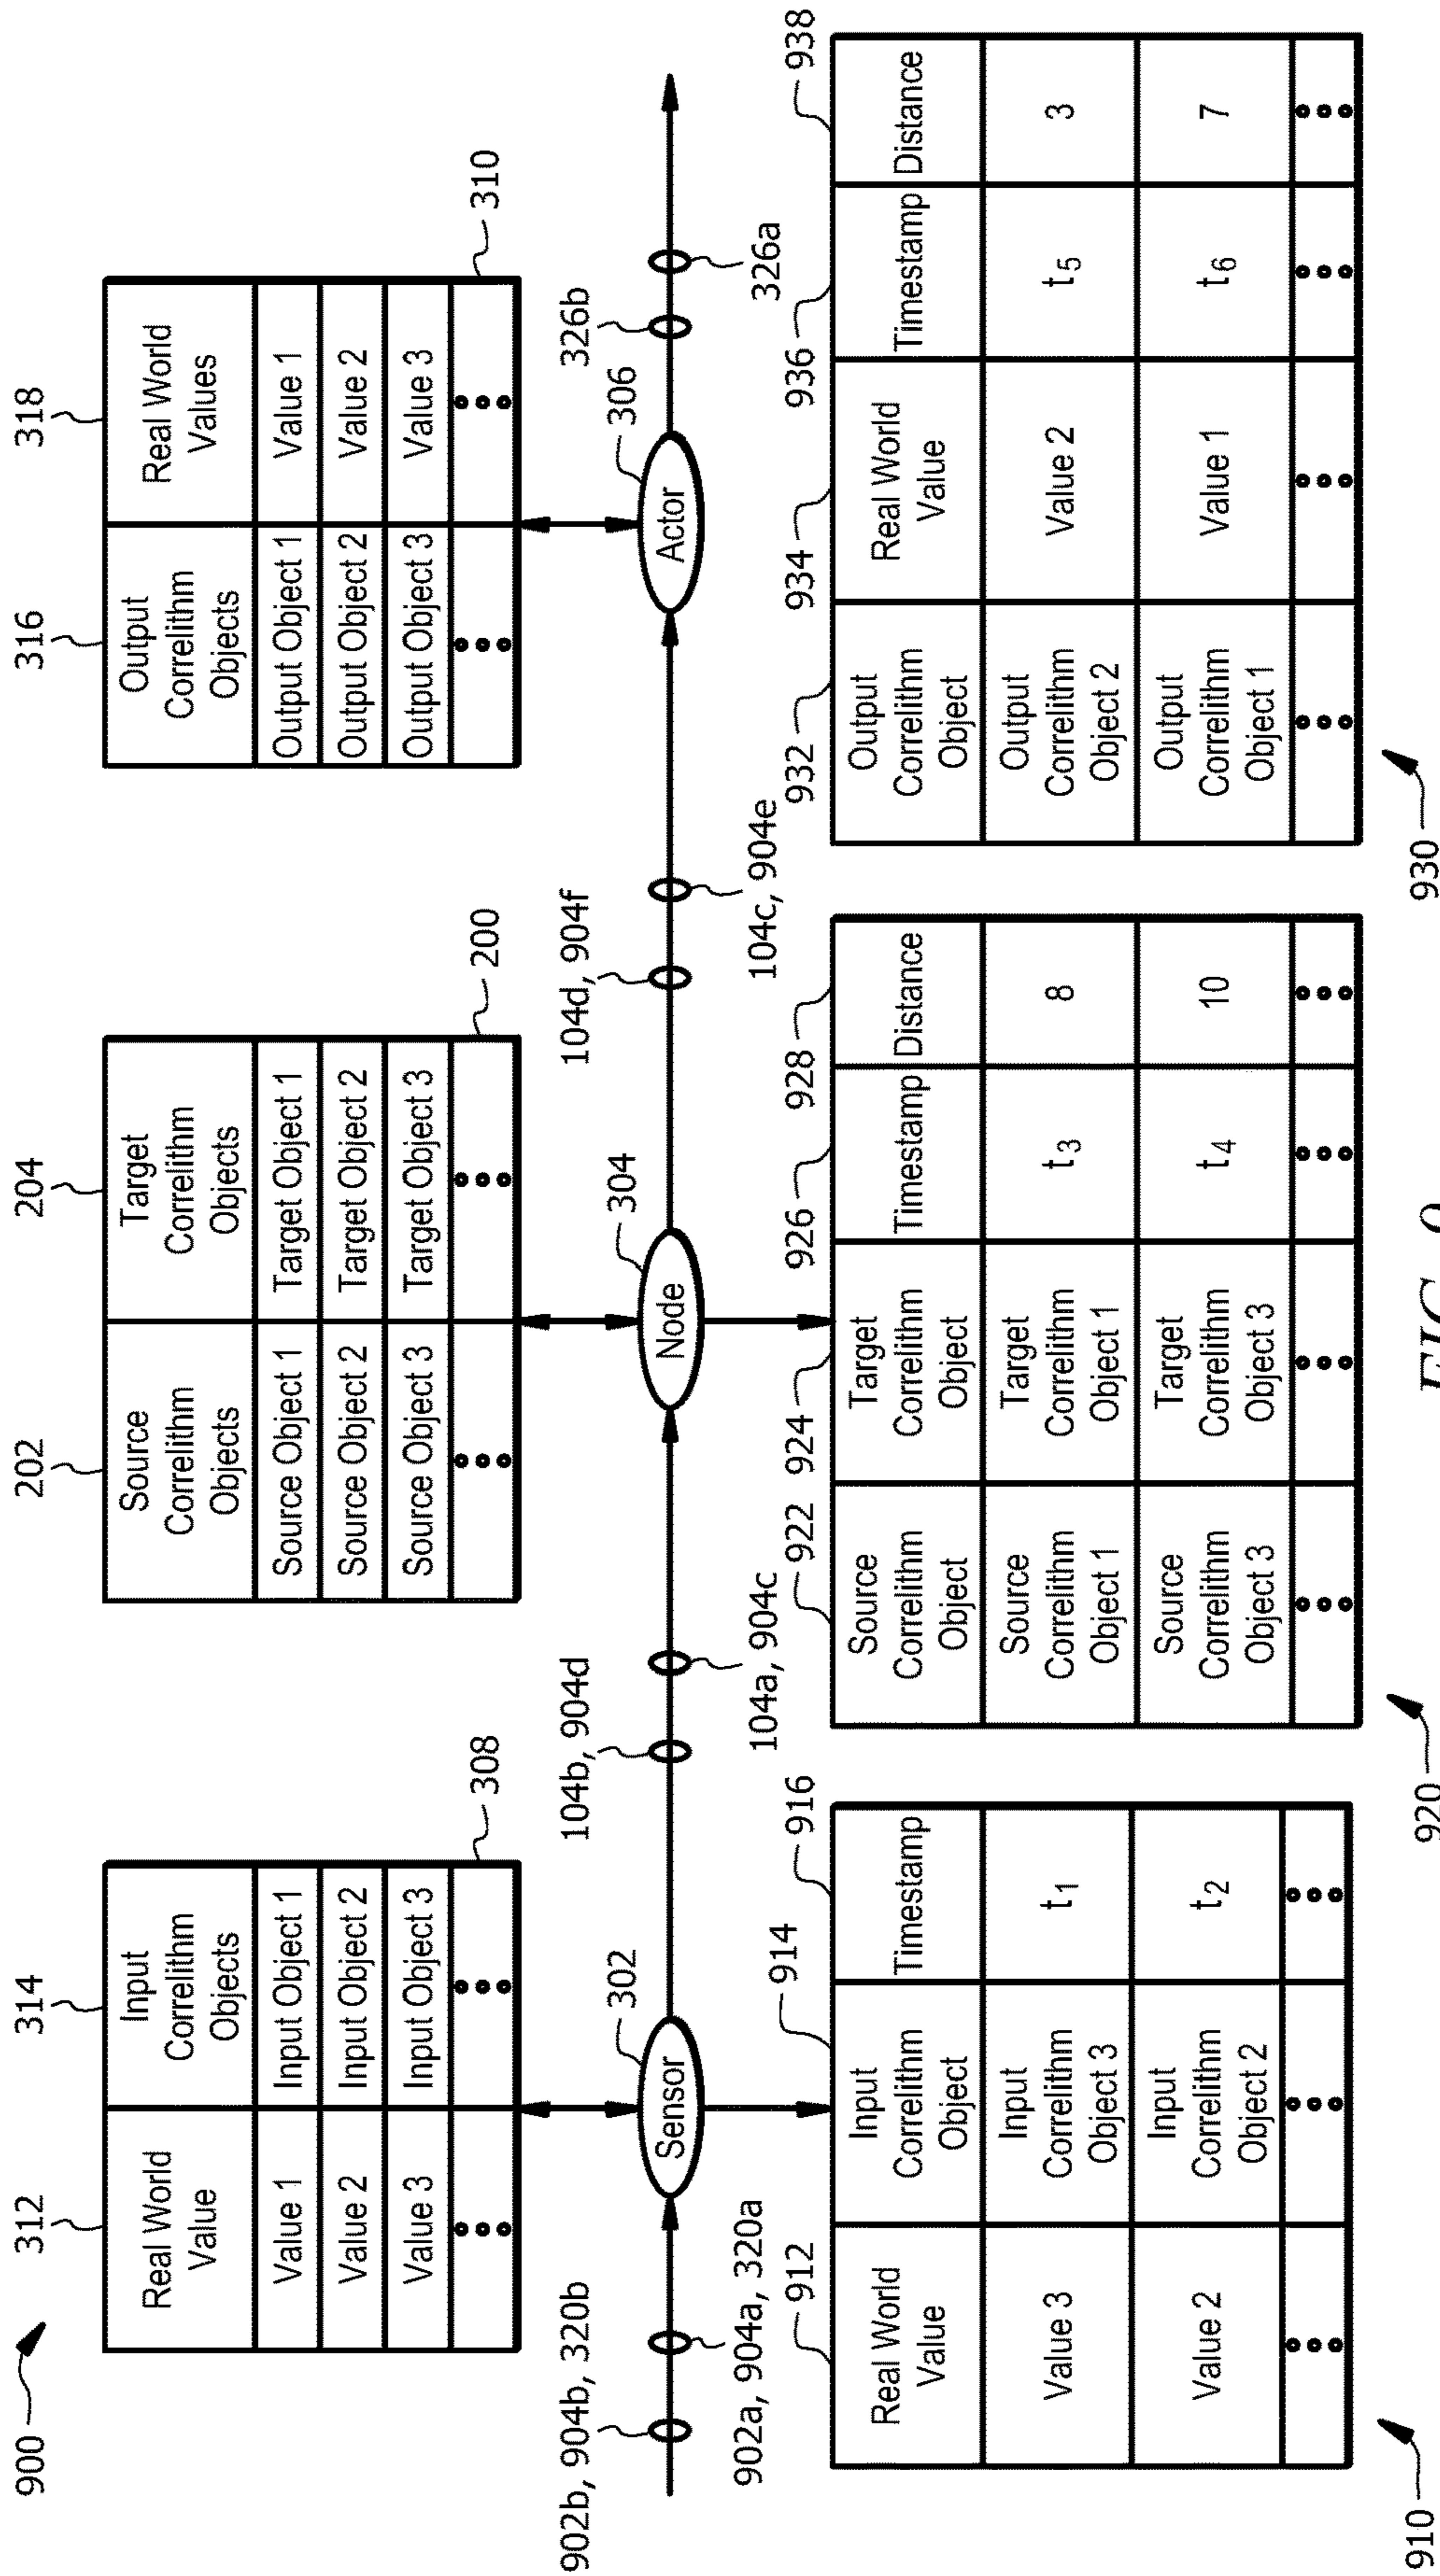 900
312
314
Real World
Value
Input
Correlithm
Objects
Value 1
Input Object 1
Value 2
Input Object 2
Value 3
Input Object 3
308
202
204
Source
Correlithm
Objects
Target
Correlithm
Objects
Source Object 1
Target Object 1
Source Object 2
Target Object 2
Source Object 3
Target Object 3
200
316
318
Output
Correlithm
Objects
Real World
Values
Output Object 1
Value 1
Output Object 2
Value 2
Output Object 3
Value 3
310
902b, 904b, 320b
902a, 904a, 320a
Sensor
302
104b, 904d
104a, 904c
Node
304
104d, 904f
104c, 904e
Actor
306
326b
326a
912
914
916
Real World
Value
Input
Correlithm
Object
Timestamp
Value 3
Input
Correlithm
Object 3
t1
Value 2
Input
Correlithm
Object 2
t2
910
922
924
926
928
Source
Correlithm
Object
Target
Correlithm
Object
Timestamp
Distance
Source
Correlithm
Object 1
Target
Correlithm
Object 1
t3
8
Source
Correlithm
Object 3
Target
Correlithm
Object 3
t4
10
920
932
934
936
938
Output
Correlithm
Object
Real World
Value
Timestamp
Distance
Output
Correlithm
Object 2
Value 2
t5
3
Output
Correlithm
Object 1
Value 1
t6
7
930
FIG. 9